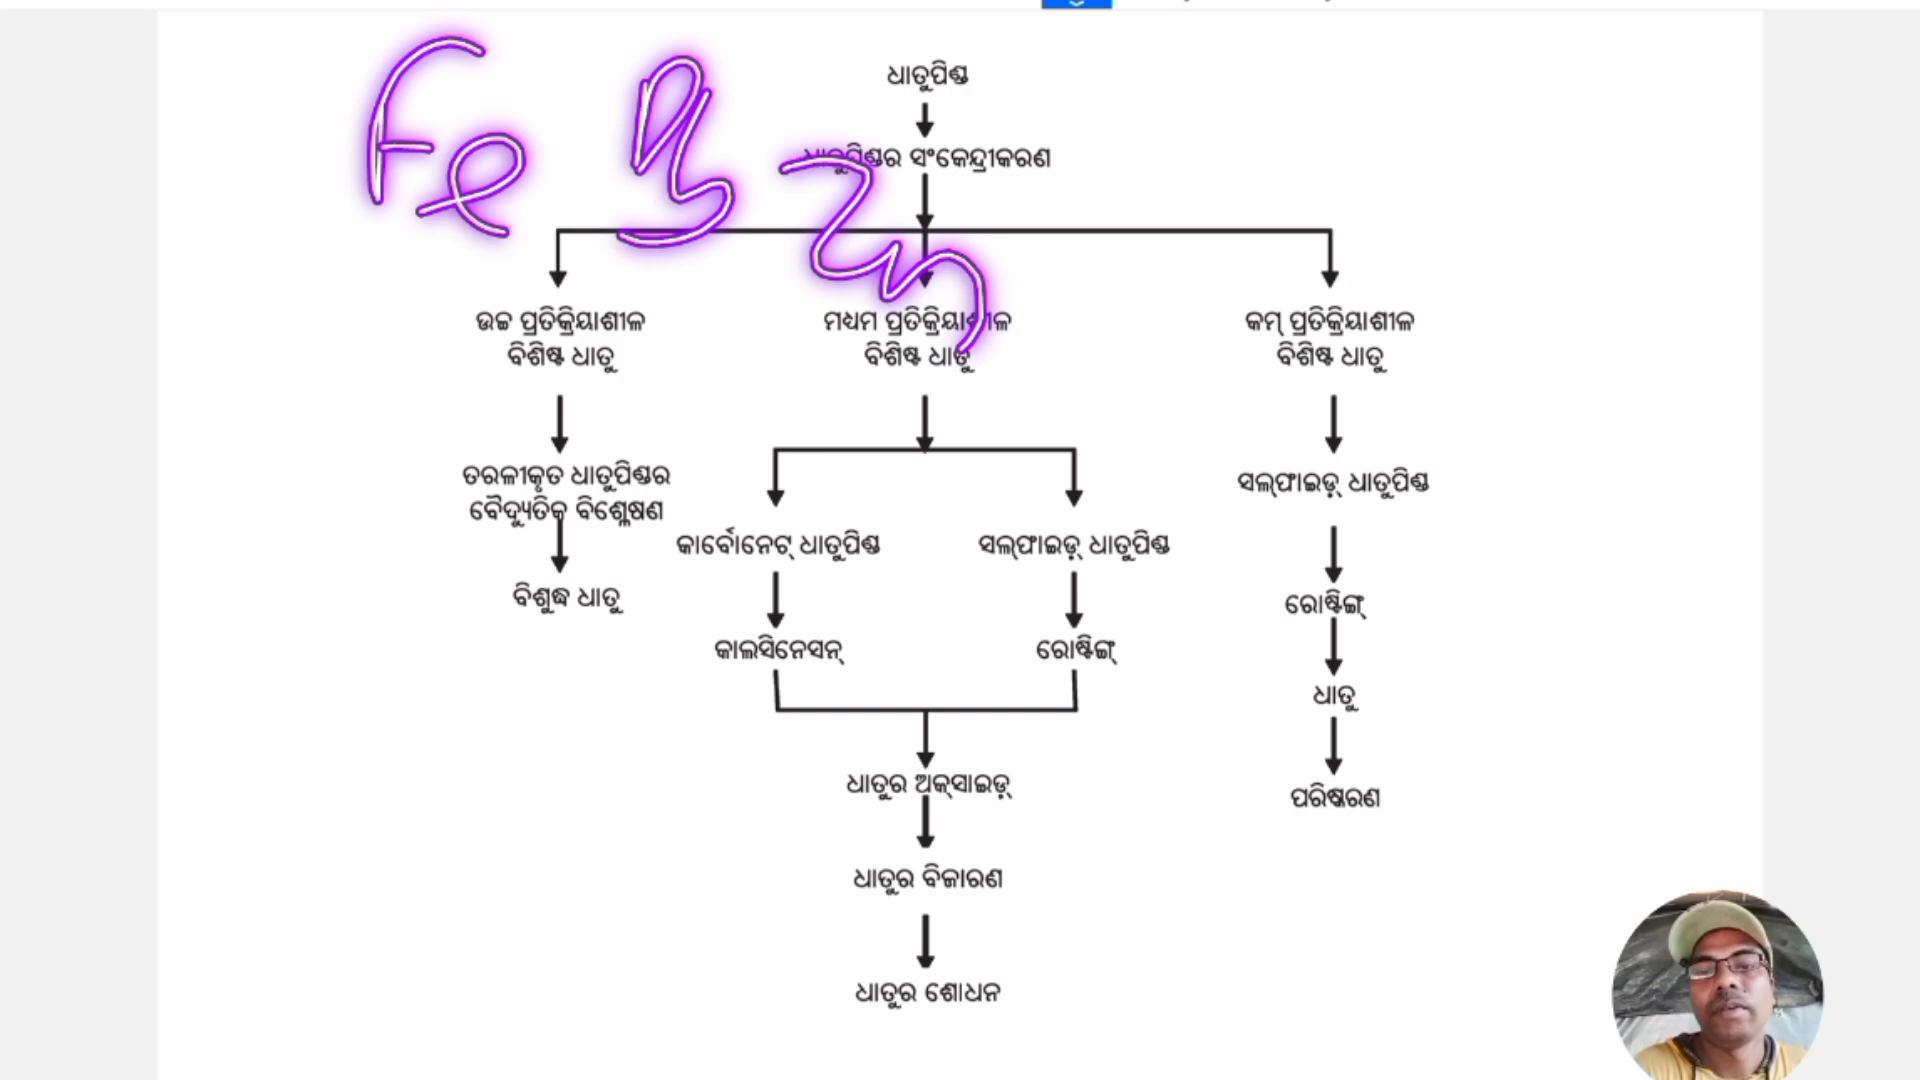 ଧାତୁପିଣ୍ଡ
ଧାତୁପିଣ୍ଡର ସଂକେନ୍ଦ୍ରୀକରଣ
Fe
Zn
ଉଚ୍ଚ ପ୍ରତିକ୍ରିୟାଶୀଳ
ବିଶିଷ୍ଟ ଧାତୁ
ମଧ୍ୟମ ପ୍ରତିକ୍ରିୟାଶୀଳ
ବିଶିଷ୍ଟ ଧାତୁ
କମ୍ ପ୍ରତିକ୍ରିୟାଶୀଳ
ବିଶିଷ୍ଟ ଧାତୁ
ତରଳୀକୃତ ଧାତୁପିଣ୍ଡର
ବୈଦ୍ୟୁତିକ ବିଶ୍ଳେଷଣ
ବିଶୁଦ୍ଧ ଧାତୁ
କାର୍ବୋନେଟ୍ ଧାତୁପିଣ୍ଡ
କାଲସିନେସନ୍
ସଲ୍‌ଫାଇଡ୍ ଧାତୁପିଣ୍ଡ
ରୋଷ୍ଟିଙ୍ଗ୍
ଧାତୁର ଅକ୍‌ସାଇଡ୍
ଧାତୁର ବିଜାରଣ
ଧାତୁର ଶୋଧନ
ସଲ୍‌ଫାଇଡ୍ ଧାତୁପିଣ୍ଡ
ରୋଷ୍ଟିଙ୍ଗ୍
ଧାତୁ
ପରିଷ୍କରଣ